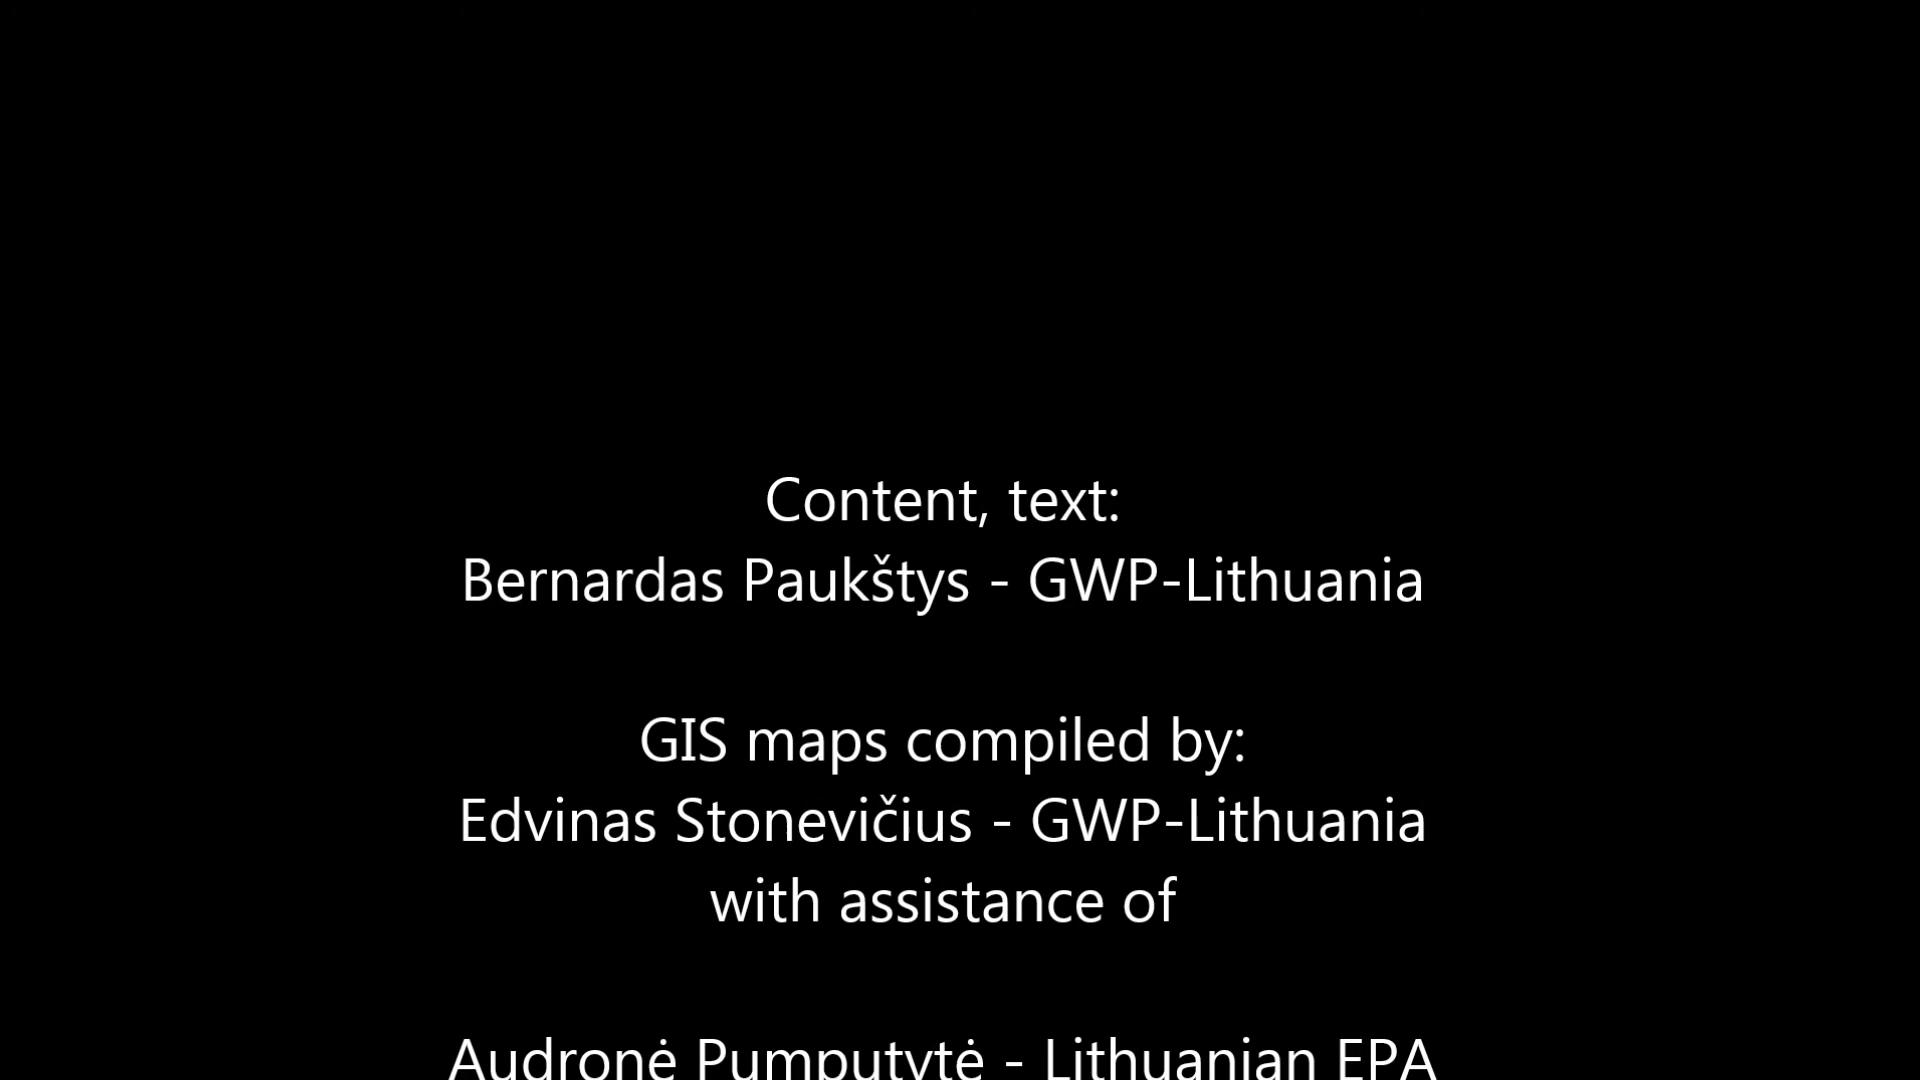 Content, text:
Bernardas Paukštys - GWP-Lithuania
GIS maps compiled by:
Edvinas Stonevičius - GWP-Lithuania
with assistance of
Audronė Pumputytė - Lithuanian EPA